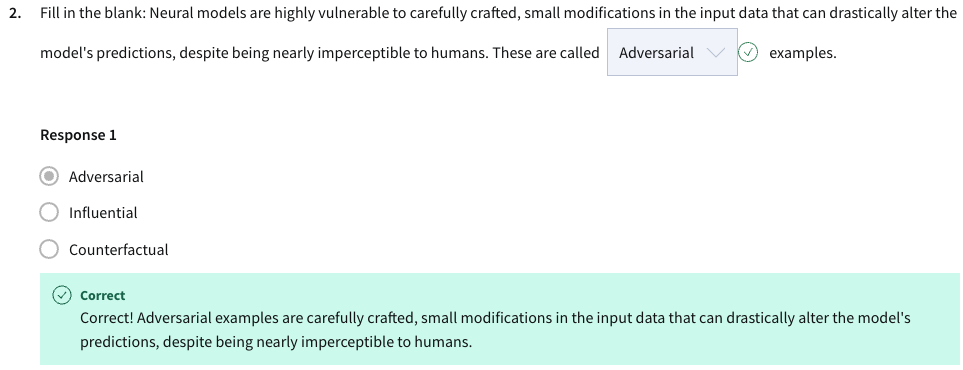 2. Fill in the blank: Neural models are highly vulnerable to carefully crafted, small modifications in the input data that can drastically alter the
model's predictions, despite being nearly imperceptible to humans. These are called Adversarial examples.
Response 1
Adversarial
Influential
Counterfactual
Correct
Correct! Adversarial examples are carefully crafted, small modifications in the input data that can drastically alter the model's
predictions, despite being nearly imperceptible to humans.